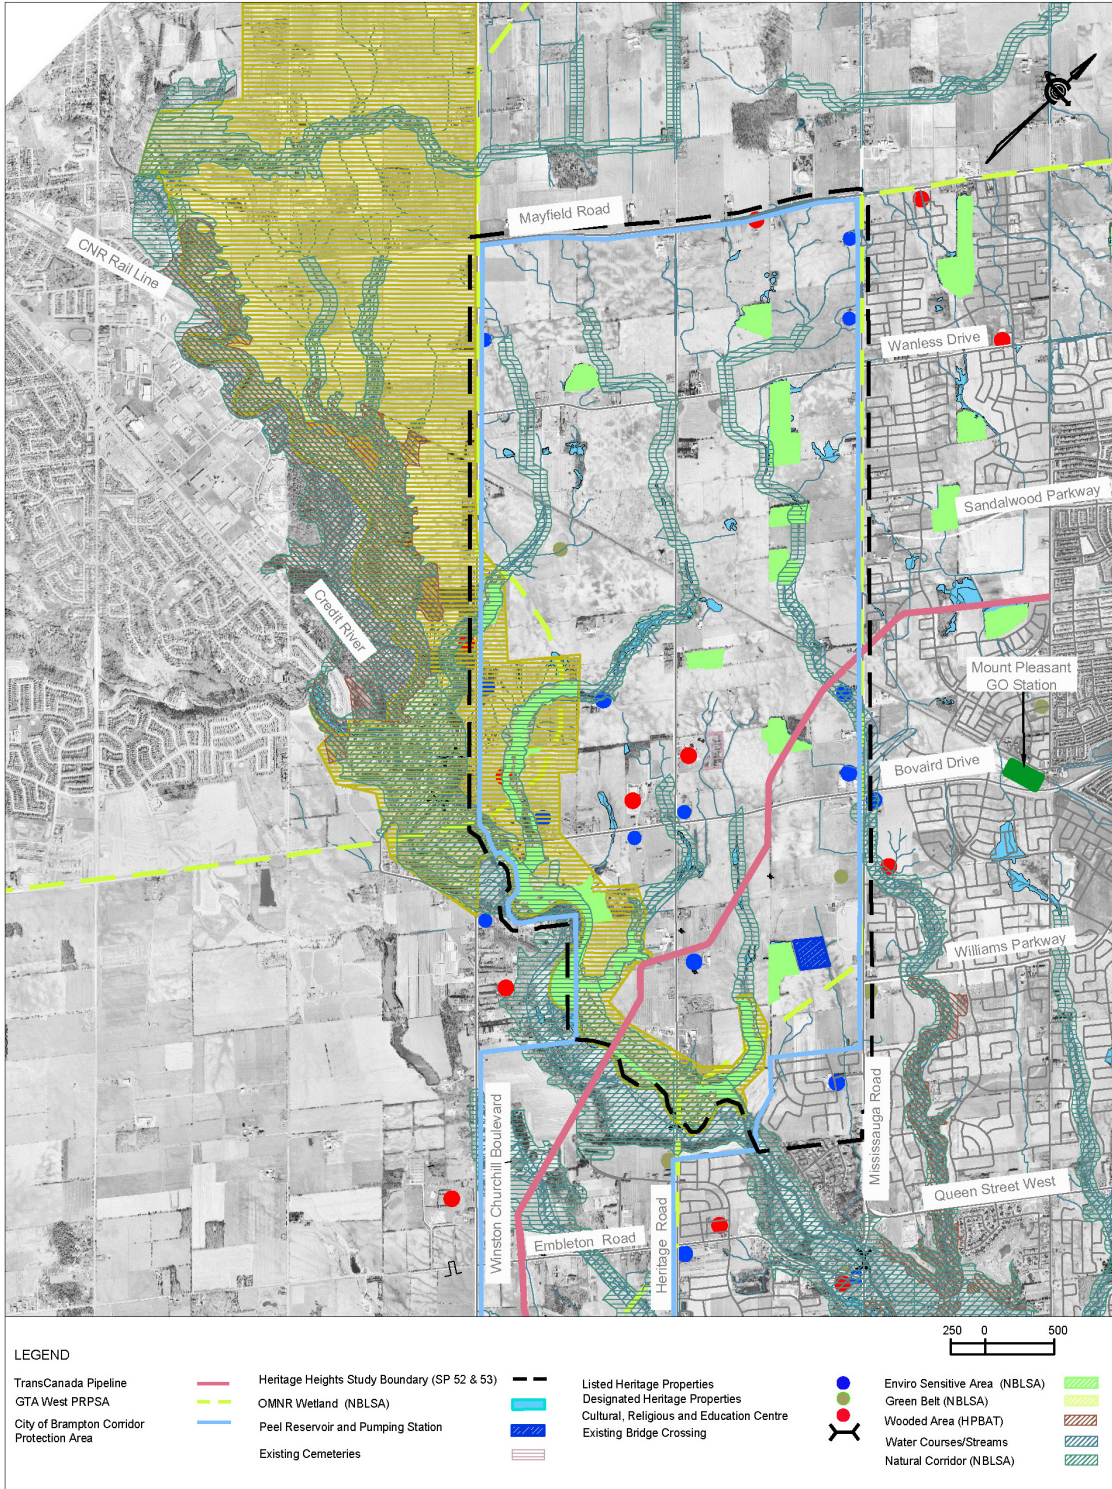 Mayfield Road
CNR Rail Line
Wanless Drive
Sandalwood Parkway
Credit River
Mount Pleasant
GO Station
Bovaird Drive
Williams Parkway
Mississauga Road
Winston Churchill Boulevard
Queen Street West
Embleton Road
Heritage Road
250 0 500
LEGEND
TransCanada Pipeline
GTA West PRPSA
City of Brampton Corridor
Protection Area
Heritage Heights Study Boundary (SP 52 & 53)
OMNR Wetland (NBLSA)
Peel Reservoir and Pumping Station
Existing Cemeteries
Listed Heritage Properties
Designated Heritage Properties
Cultural, Religious and Education Centre
Existing Bridge Crossing
Enviro Sensitive Area (NBLSA)
Green Belt (NBLSA)
Wooded Area (HPBAT)
Water Courses/Streams
Natural Corridor (NBLSA)